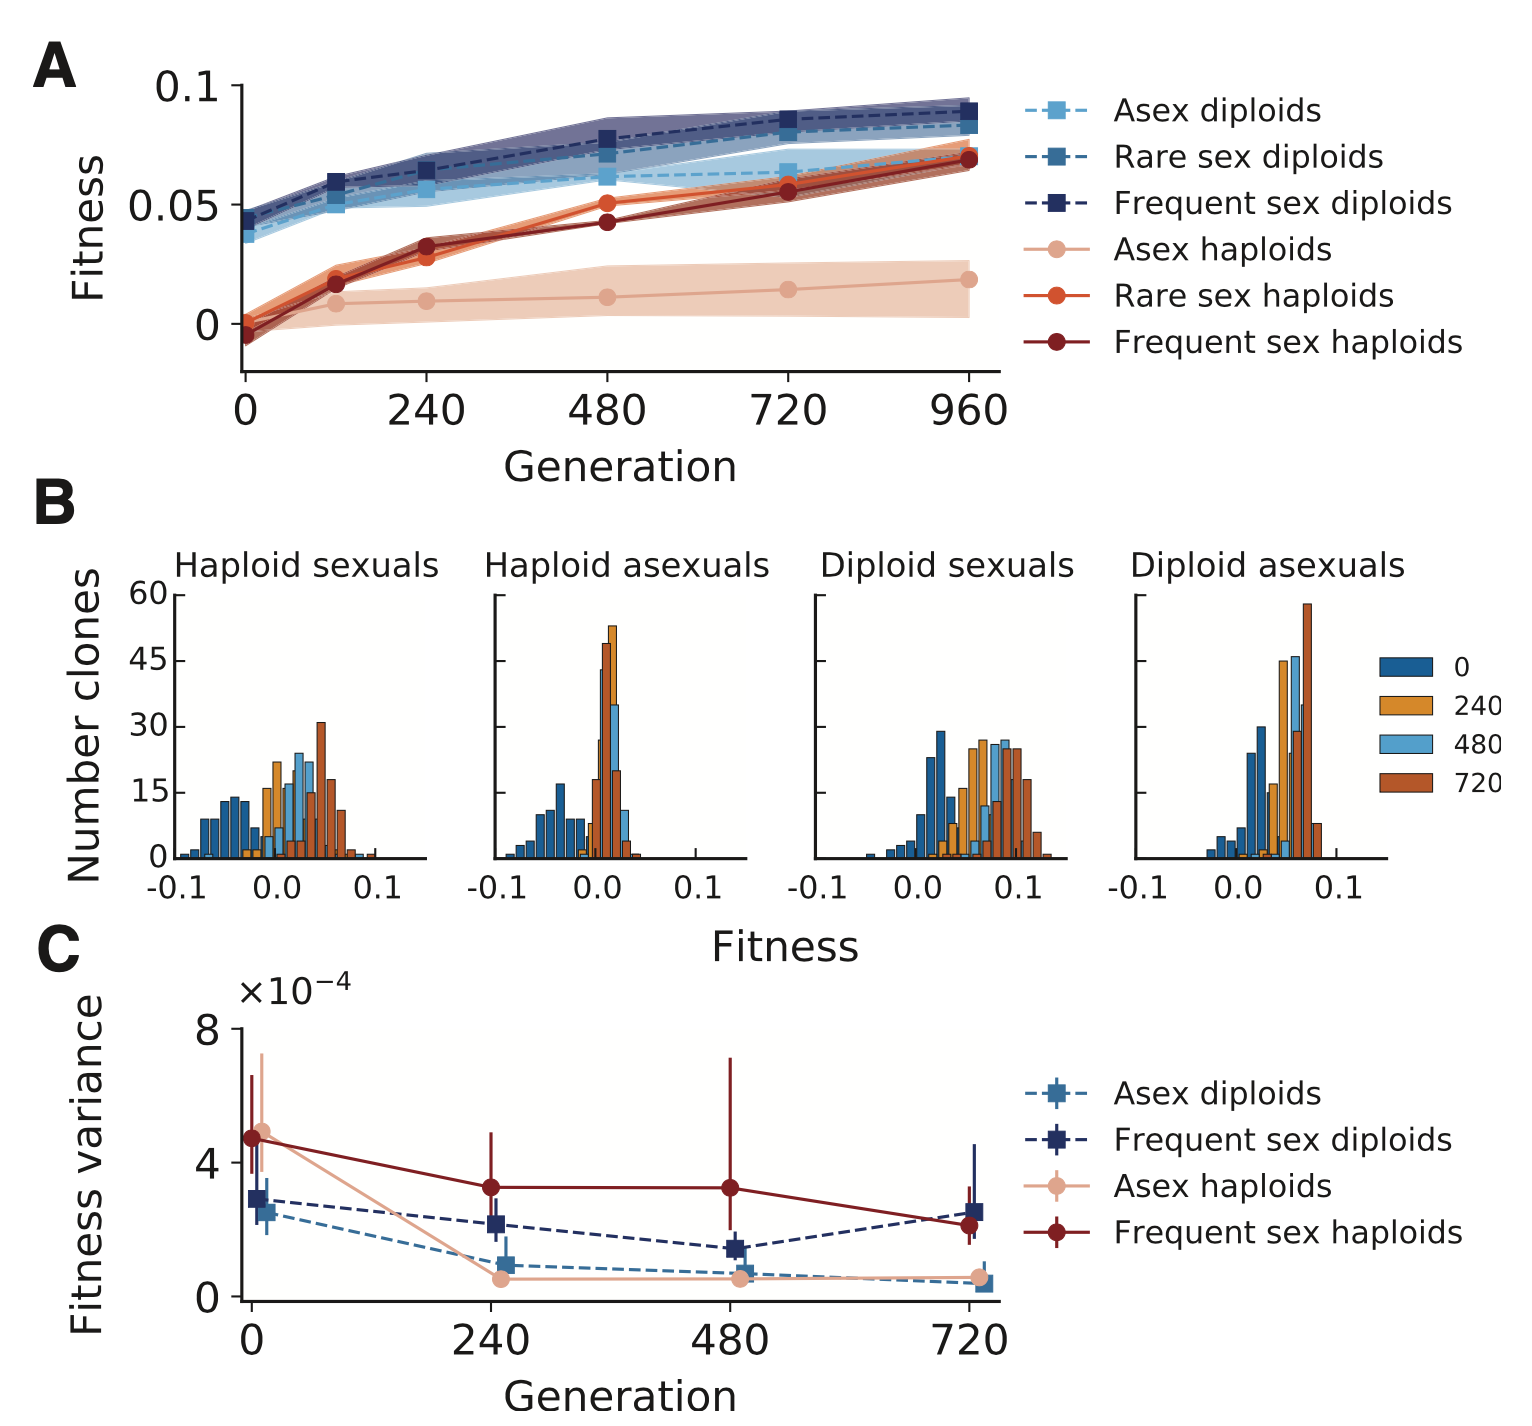 A
Fitness
0.1
0.05
0
0 240 480 720 960
Generation
Asex diploids
Rare sex diploids
Frequent sex diploids
Asex haploids
Rare sex haploids
Frequent sex haploids
B
Number clones
Haploid sexuals Haploid asexuals Diploid sexuals Diploid asexuals
60
45
30
15
0
-0.1 0.0 0.1 -0.1 0.0 0.1 -0.1 0.0 0.1 -0.1 0.0 0.1
Fitness
0
240
480
720
C
Fitness variance
×10⁻⁴
8
4
0
0 240 480 720
Generation
Asex diploids
Frequent sex diploids
Asex haploids
Frequent sex haploids